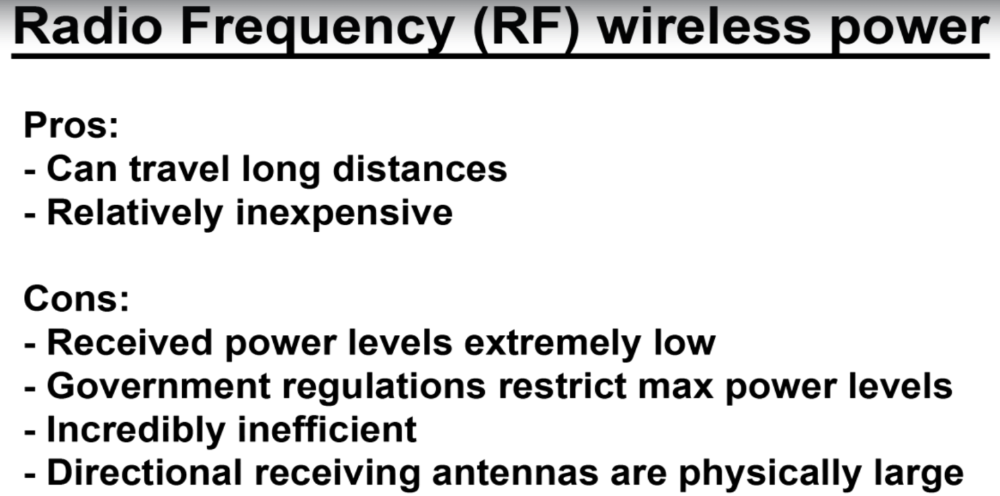 Radio Frequency (RF) wireless power
Pros:
- Can travel long distances
- Relatively inexpensive
Cons:
- Received power levels extremely low
- Government regulations restrict max power levels
- Incredibly inefficient
- Directional receiving antennas are physically large